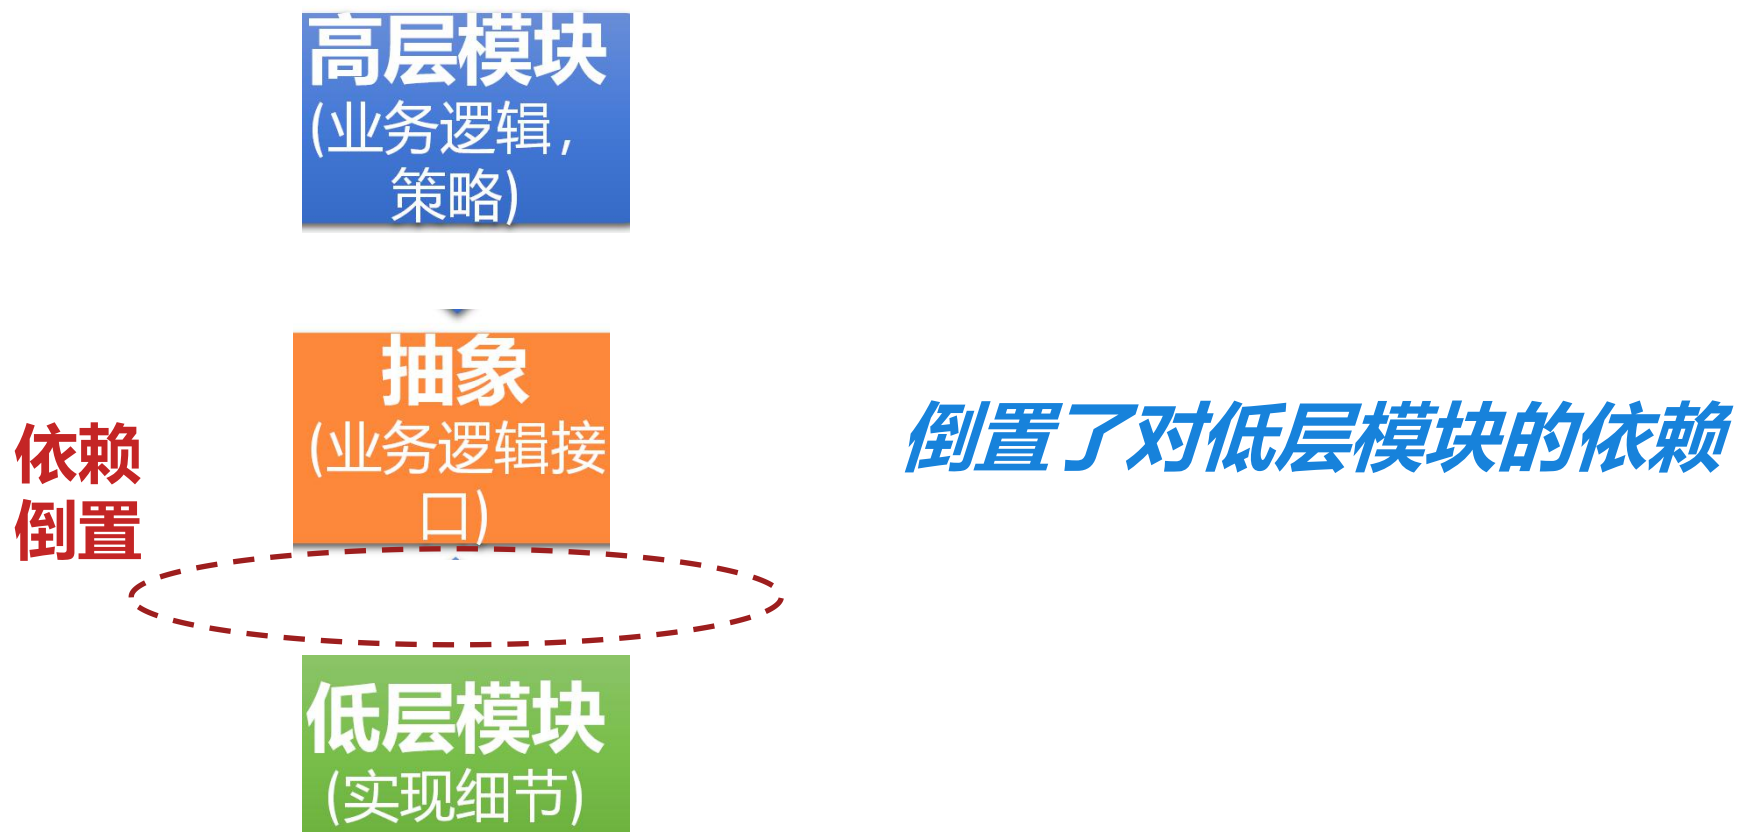 高层模块
(业务逻辑，
策略)
抽象
(业务逻辑接
口)
依赖
倒置
倒置了对低层模块的依赖
低层模块
(实现细节)